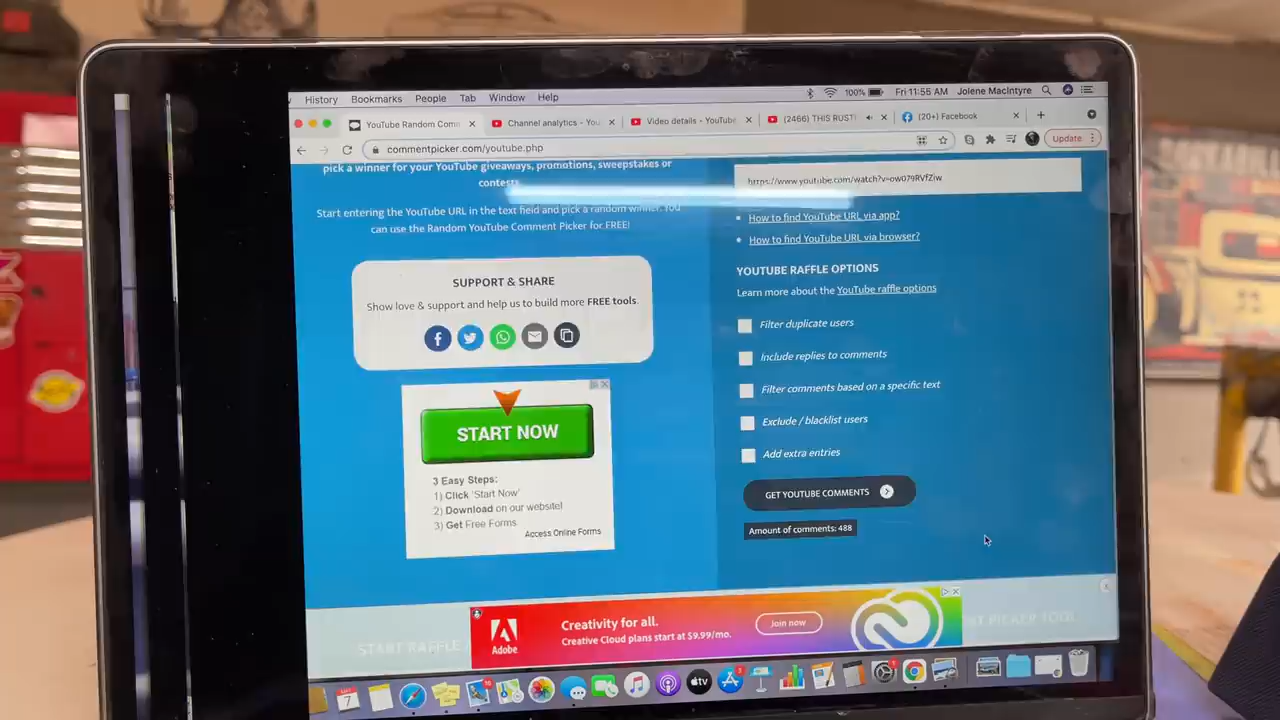 History Bookmarks People Tab Window Help
100% Fri 11:55 AM Jolene MacIntyre
YouTube Random Com
Channel analytics - You
Video details - YouTube
(2466) THIS RUST
(20+) Facebook
commentpicker.com/youtube.php
Update
pick a winner for your YouTube giveaways, promotions, sweepstakes or
contests
Start entering the YouTube URL in the text field and pick a random winner. You
can use the Random YouTube Comment Picker for FREE!
SUPPORT & SHARE
Show love & support and help us to build more FREE tools.
START NOW
3 Easy Steps:
1) Click 'Start Now'
2) Download on our website!
3) Get Free Forms
Access Online Forms
https://www.youtube.com/watch?v=ow079RVfZiw
How to find YouTube URL via app?
How to find YouTube URL via browser?
YOUTUBE RAFFLE OPTIONS
Learn more about the YouTube raffle options
Filter duplicate users
Include replies to comments
Filter comments based on a specific text
Exclude / blacklist users
Add extra entries
GET YOUTUBE COMMENTS
Amount of comments: 488
START RAFFLE
PICKER TOOL
Adobe
Creativity for all.
Creative Cloud plans start at $9.99/mo.
Join now
7
tv